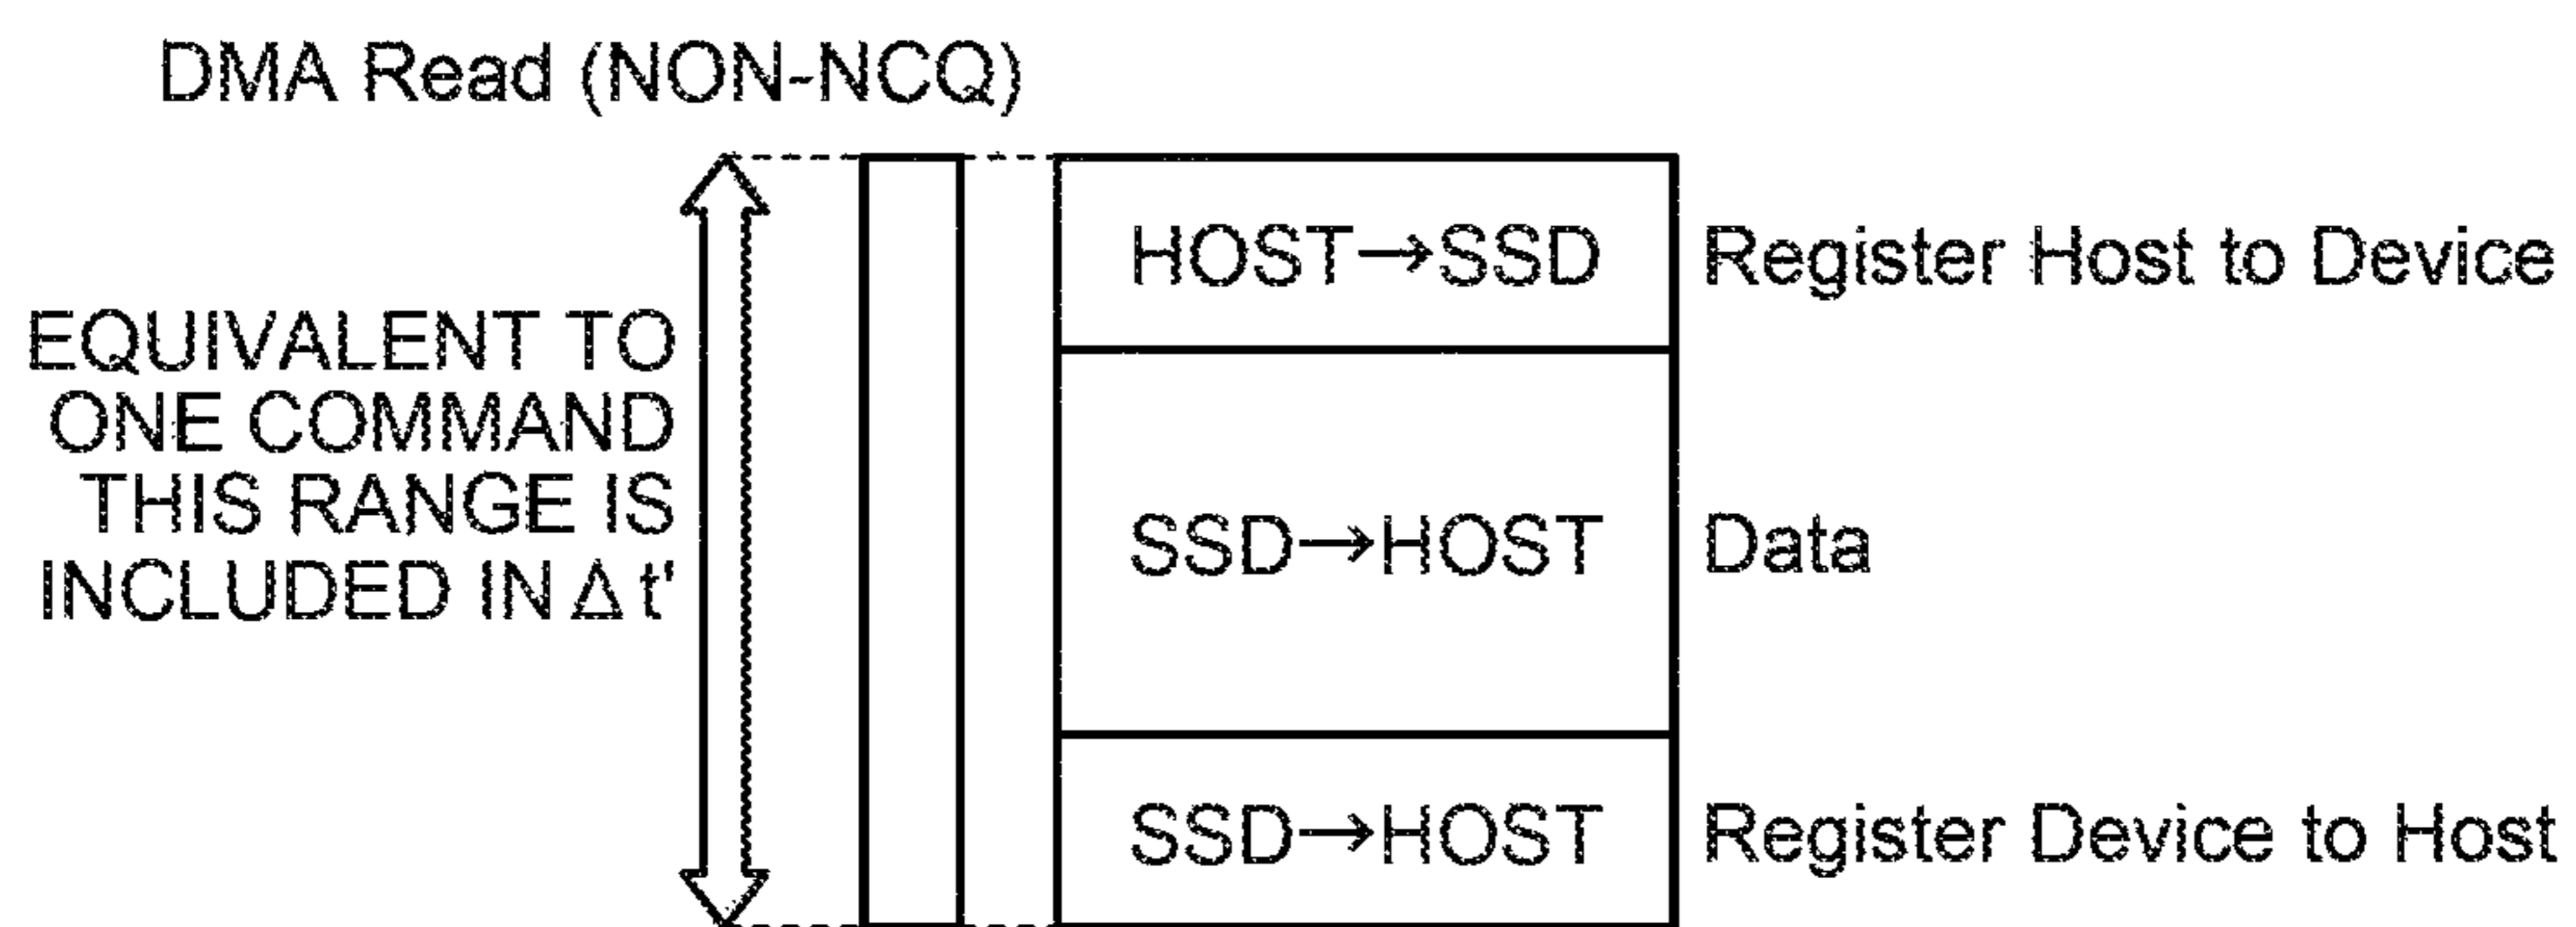 DMA Read (NON-NCQ)
HOST→SSD Register Host to Device
EQUIVALENT TO
ONE COMMAND
THIS RANGE IS
INCLUDED IN Δt'
SSD→HOST Data
SSD→HOST Register Device to Host